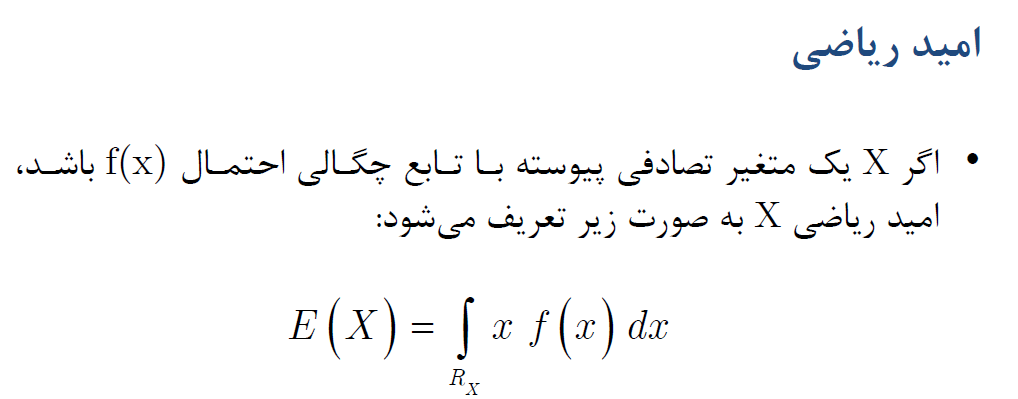 امید ریاضی
• اگر X یک متغیر تصادفی پیوسته با تابع چگالی احتمال f(x) باشد،
امید ریاضی X به صورت زیر تعریف می‌شود:
E(X) = ∫_{R_X} x f(x) dx